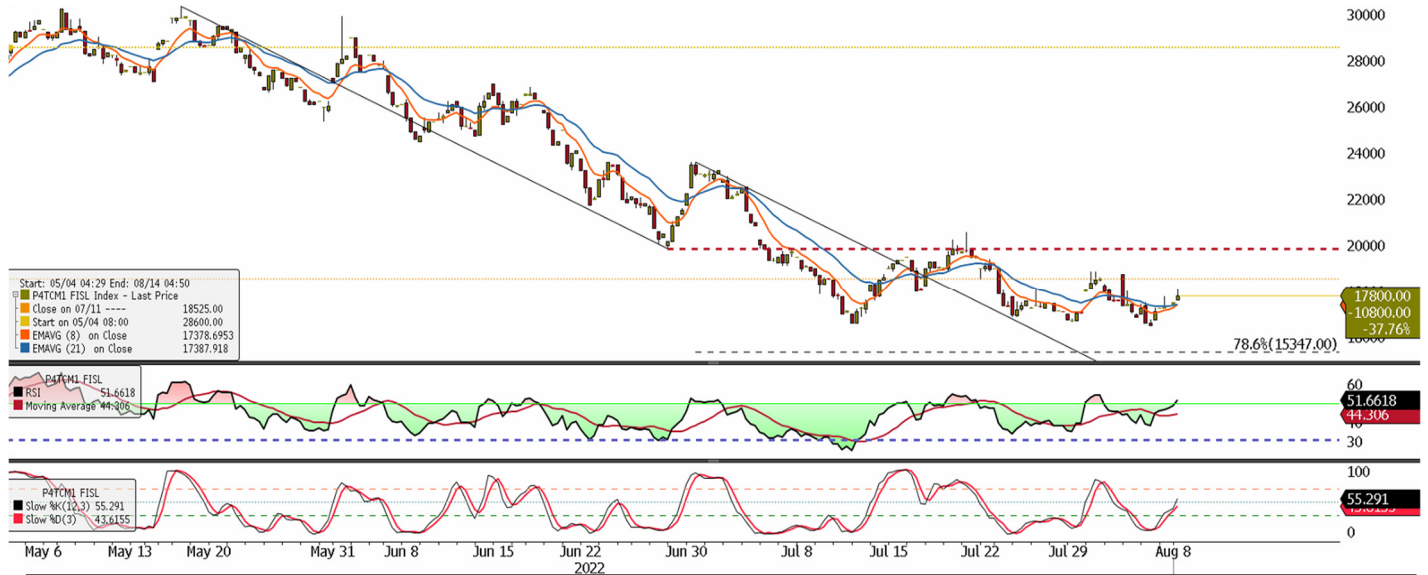 30000
28000
26000
24000
22000
20000
Start: 05/04 04:29 End: 08/14 04:50
P4TCM1 FISL Index - Last Price
Close on 07/11 ---- 18525.00
Start on 05/04 08:00 28600.00
EMAVG (8) on Close 17378.6953
EMAVG (21) on Close 17387.918
17800.00
-10800.00
-37.76%
78.6%(15347.00)
P4TCM1 FISL
RSI 51.6618
Moving Average 44.306
60
51.6618
44.306
30
P4TCM1 FISL
Slow %K(12,3) 55.291
Slow %D(3) 43.6155
100
55.291
0
May 6 May 13 May 20 May 31 Jun 8 Jun 15 Jun 22 Jun 30 Jul 8 Jul 15 Jul 22 Jul 29 Aug 8
2022